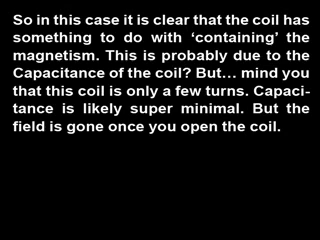 So in this case it is clear that the coil has
something to do with ‘containing’ the
magnetism. This is probably due to the
Capacitance of the coil? But… mind you
that this coil is only a few turns. Capaci-
tance is likely super minimal. But the
field is gone once you open the coil.